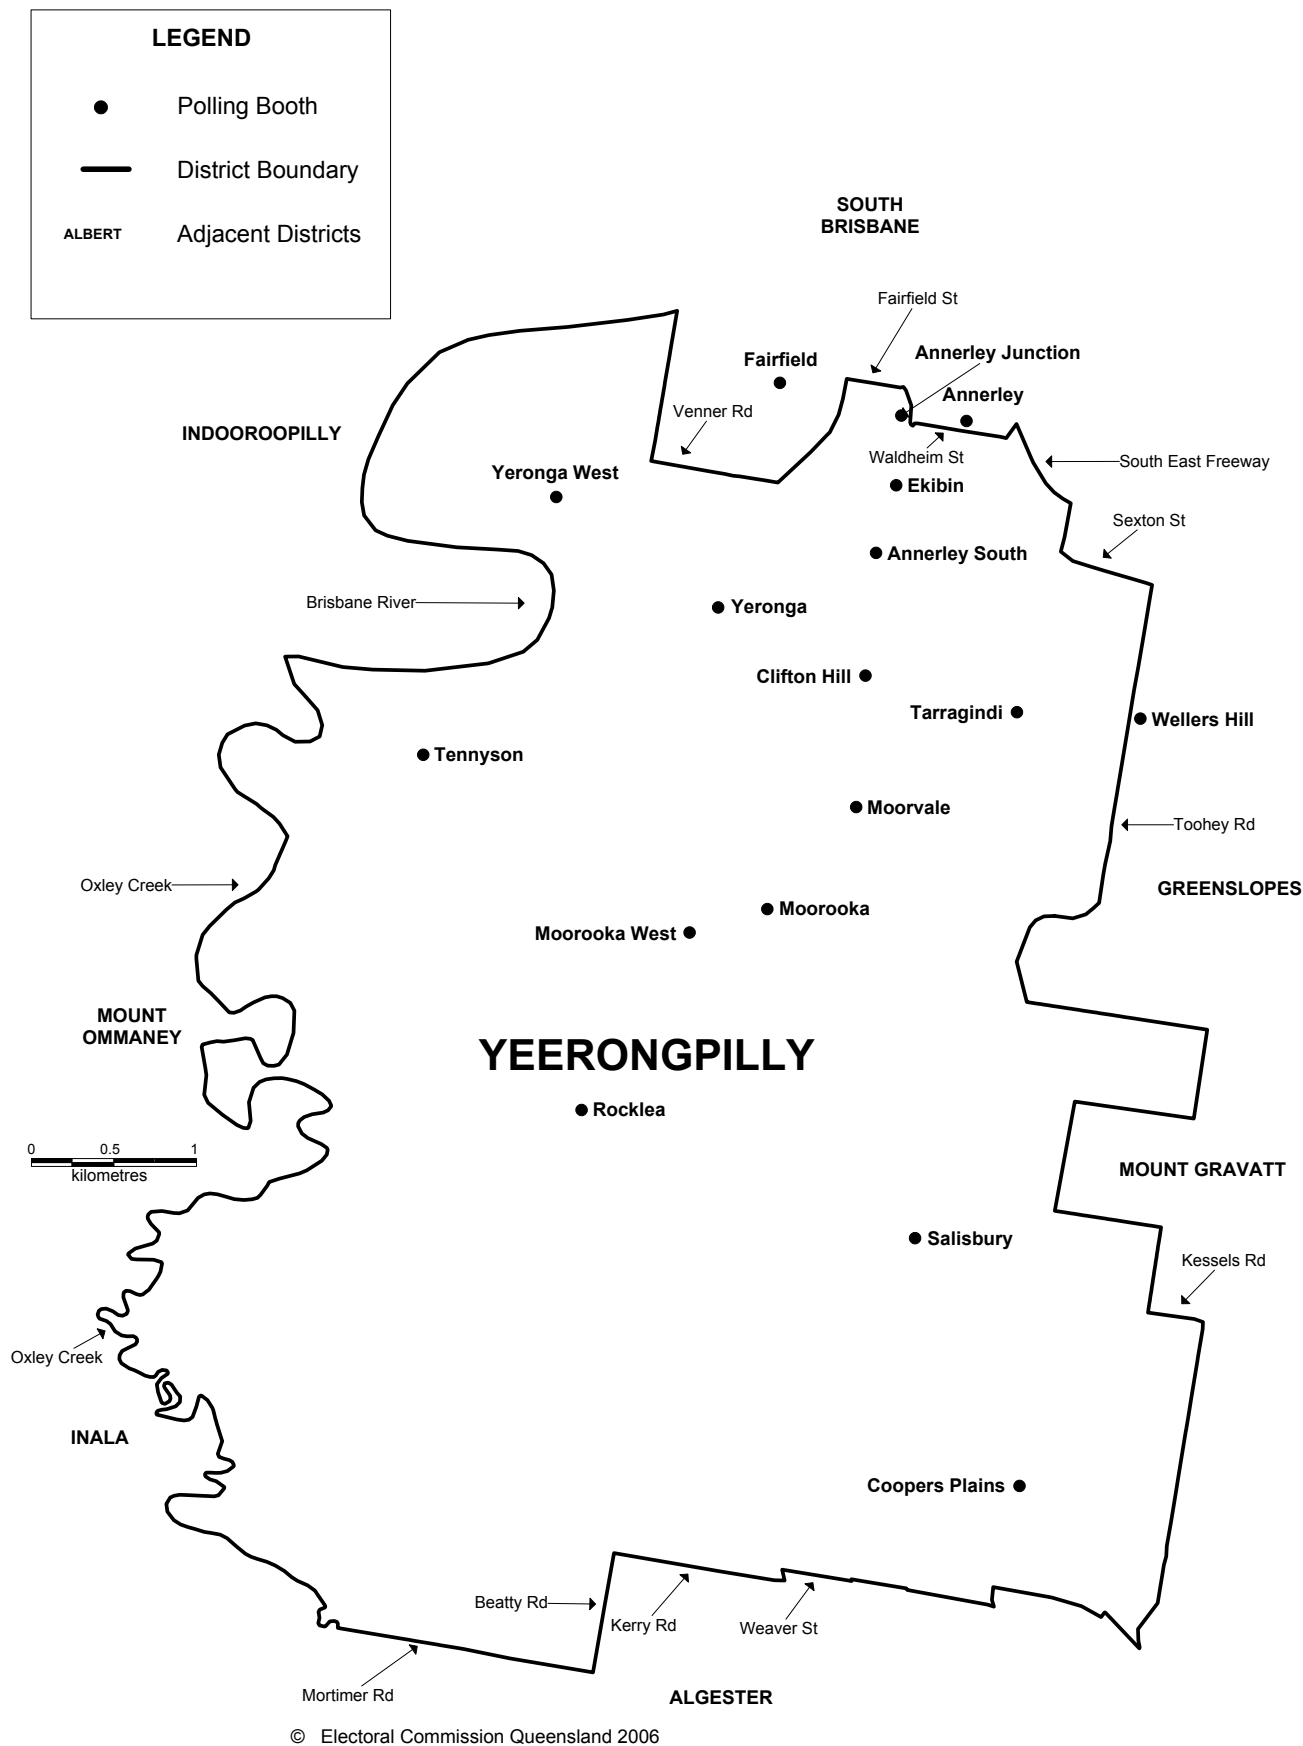 LEGEND
Polling Booth
District Boundary
ALBERT Adjacent Districts
SOUTH
BRISBANE
Fairfield St
Annerley Junction
Fairfield
Annerley
Venner Rd
INDOOROOPILLY
Waldheim St
South East Freeway
Yeronga West
Ekibin
Sexton St
Annerley South
Brisbane River
Yeronga
Clifton Hill
Tarragindi
Wellers Hill
Tennyson
Moorvale
Toohey Rd
Oxley Creek
GREENSLOPES
Moorooka
Moorooka West
MOUNT
OMMANEY
YEERONGPILLY
Rocklea
0 0.5 1
kilometres
MOUNT GRAVATT
Salisbury
Kessels Rd
Oxley Creek
INALA
Coopers Plains
Beatty Rd
Kerry Rd
Weaver St
Mortimer Rd
ALGESTER
© Electoral Commission Queensland 2006